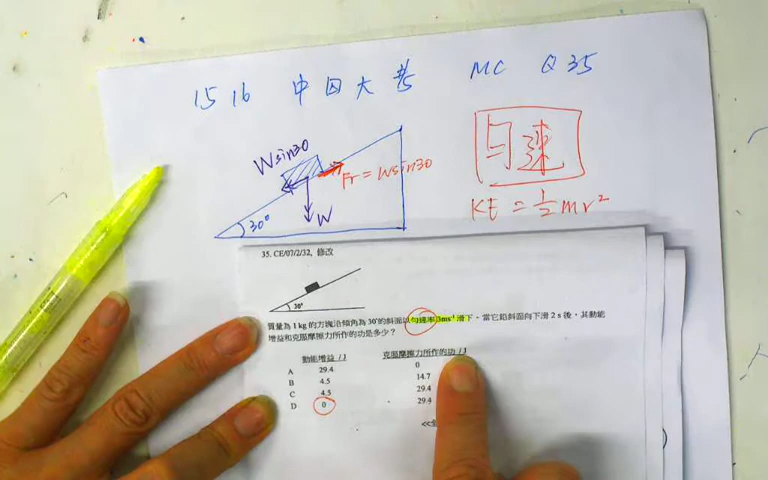 1516 中四大考 MC Q35
Wsin30
Fr = Wsin30
W
30°
匀速
KE = ½mv²
35. CE/07/2/32, 修改
30°
質量為 1 kg 的方塊沿傾角為 30°的斜面以勻速率 3ms⁻¹ 滑下。當它沿斜面向下滑 2 s 後，其動能
增益和克服摩擦力所作的功是多少？
動能增益 / J 克服摩擦力所作的功 / J
A 29.4 0
B 4.5 14.7
C 4.5 29.4
D 0 29.4